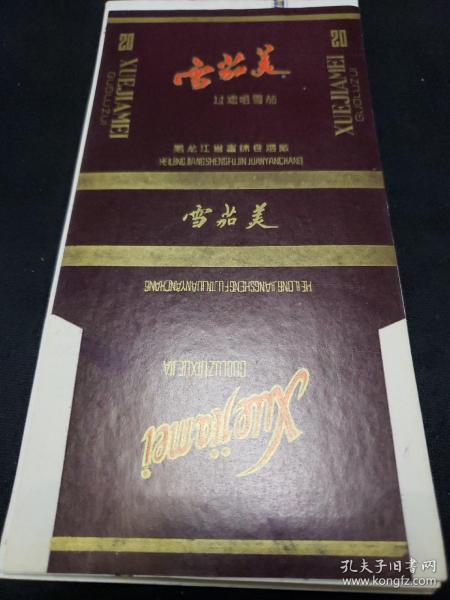 20
XUEJIAMEI
GUOLUZUI
雪茄美
过滤咀雪茄
黑龙江省富锦卷烟厂
HEILONGJIANGSHENGFUJINJUANYANCHANG
20
XUEJIAMEI
GUOLUZUI
雪茄美
HEILONGJIANGSHENGFUJINJUANYANCHANG
GUOLUZUIXUEJIA
Xuejiamei
孔夫子旧书网
www.kongfz.com